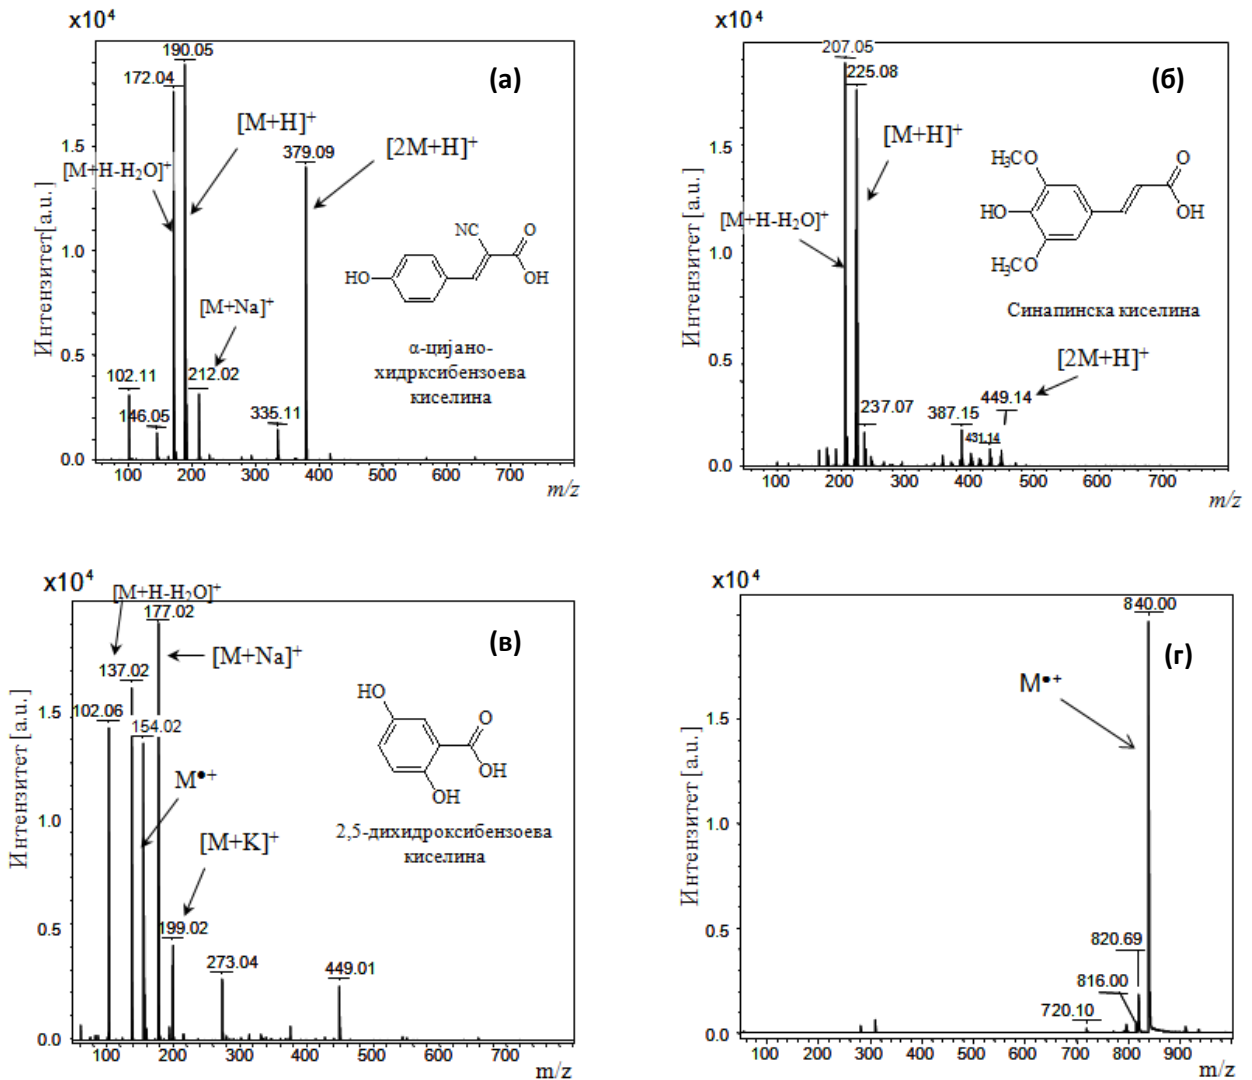 x10⁴
190.05
172.04
(а)
[M+H]⁺
1.5
379.09
[2M+H]⁺
[M+H-H₂O]⁺
Интензитет[a.u.]
1.0
NC
O
HO
OH
[M+Na]⁺
α-цијано-
хидрксибензоева
киселина
0.5
102.11
212.02
146.05
335.11
0.0
100 200 300 400 500 600 700
m/z
x10⁴
207.05
225.08
(б)
1.5
[M+H]⁺
H₃CO
O
HO
OH
H₃CO
[M+H-H₂O]⁺
Интензитет [a.u.]
1.0
Синапинска киселина
[2M+H]⁺
0.5
237.07
387.15
449.14
431.14
0.0
100 200 300 400 500 600 700
m/z
x10⁴
[M+H-H₂O]⁺
177.02
(в)
[M+Na]⁺
137.02
HO
O
OH
OH
1.5
102.06
154.02
M•+
Интензитет [a.u.]
2,5-дихидроксибензоева
киселина
1.0
[M+K]⁺
0.5
199.02
273.04
449.01
0.0
100 200 300 400 500 600 700
m/z
x10⁴
840.00
(г)
M•+
1.5
Интензитет [a.u.]
1.0
0.5
820.69
816.00
720.10
0.0
100 200 300 400 500 600 700 800 900
m/z